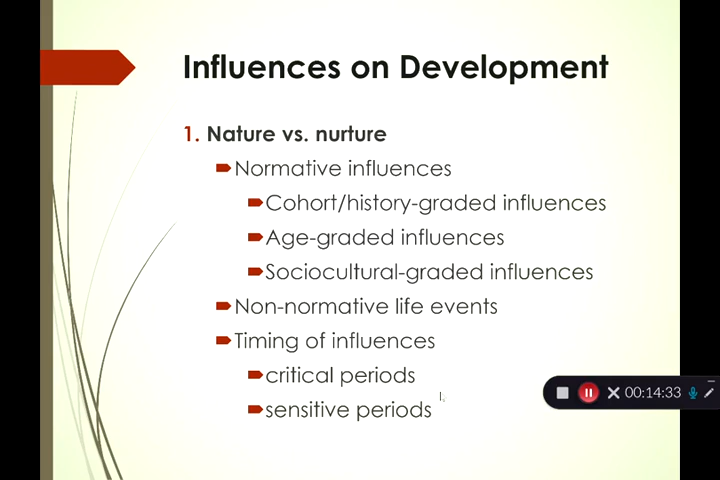 Influences on Development
1. Nature vs. nurture
Normative influences
Cohort/history-graded influences
Age-graded influences
Sociocultural-graded influences
Non-normative life events
Timing of influences
critical periods
sensitive periods
00:14:33